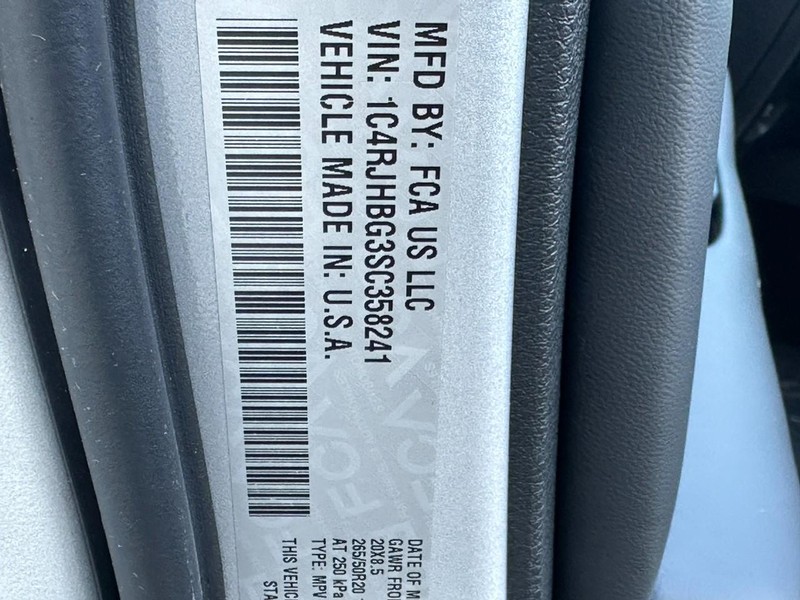 MFD BY: FCA US LLC
VIN: 1C4RJHBG3SC358241
VEHICLE MADE IN: U.S.A.
DATE OF M
GAWR FRO
20X8.5
265/50R20
AT 250 kPa
TYPE: MPV
THIS VEHIC
STA
FCA